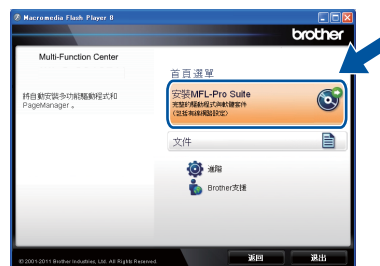 Macromedia Flash Player 8
brother
Multi-Function Center
將自動安裝多功能驅動程式和
PageManager。
首頁選單
安裝MFL-Pro Suite
完整的驅動程式與軟體套件
(包括有線網路設定)
文件
進階
Brother支援
© 2001-2011 Brother Industries, Ltd. All Rights Reserved.
返回
退出